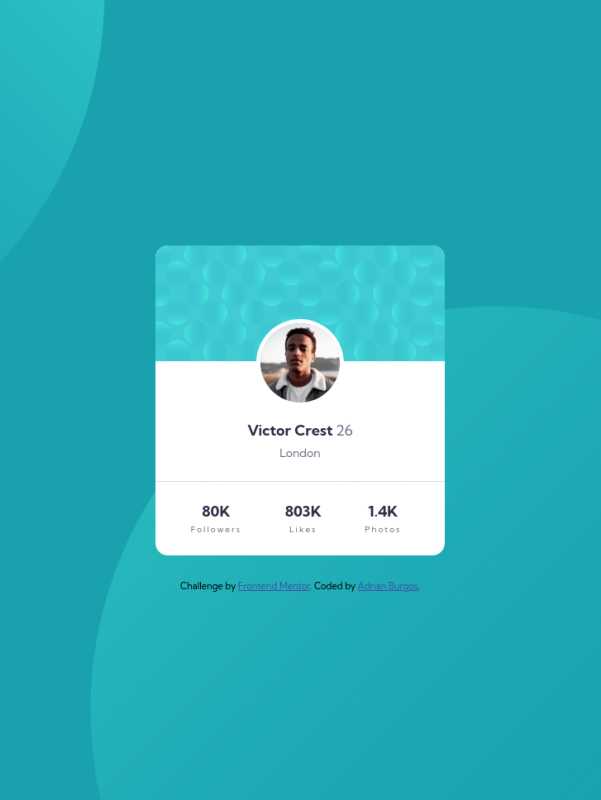 Victor Crest 26
London
80K 803K 1.4K
Followers Likes Photos
Challenge by Frontend Mentor. Coded by Adrian Burgos.